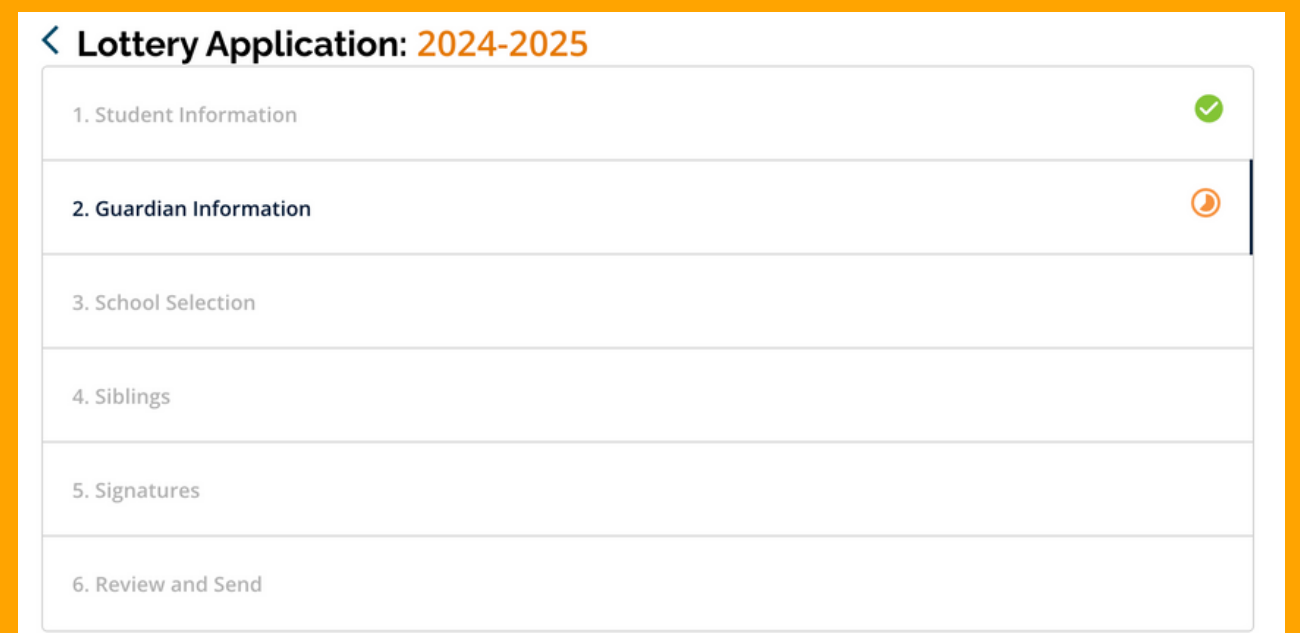 Lottery Application: 2024-2025
1. Student Information
2. Guardian Information
3. School Selection
4. Siblings
5. Signatures
6. Review and Send